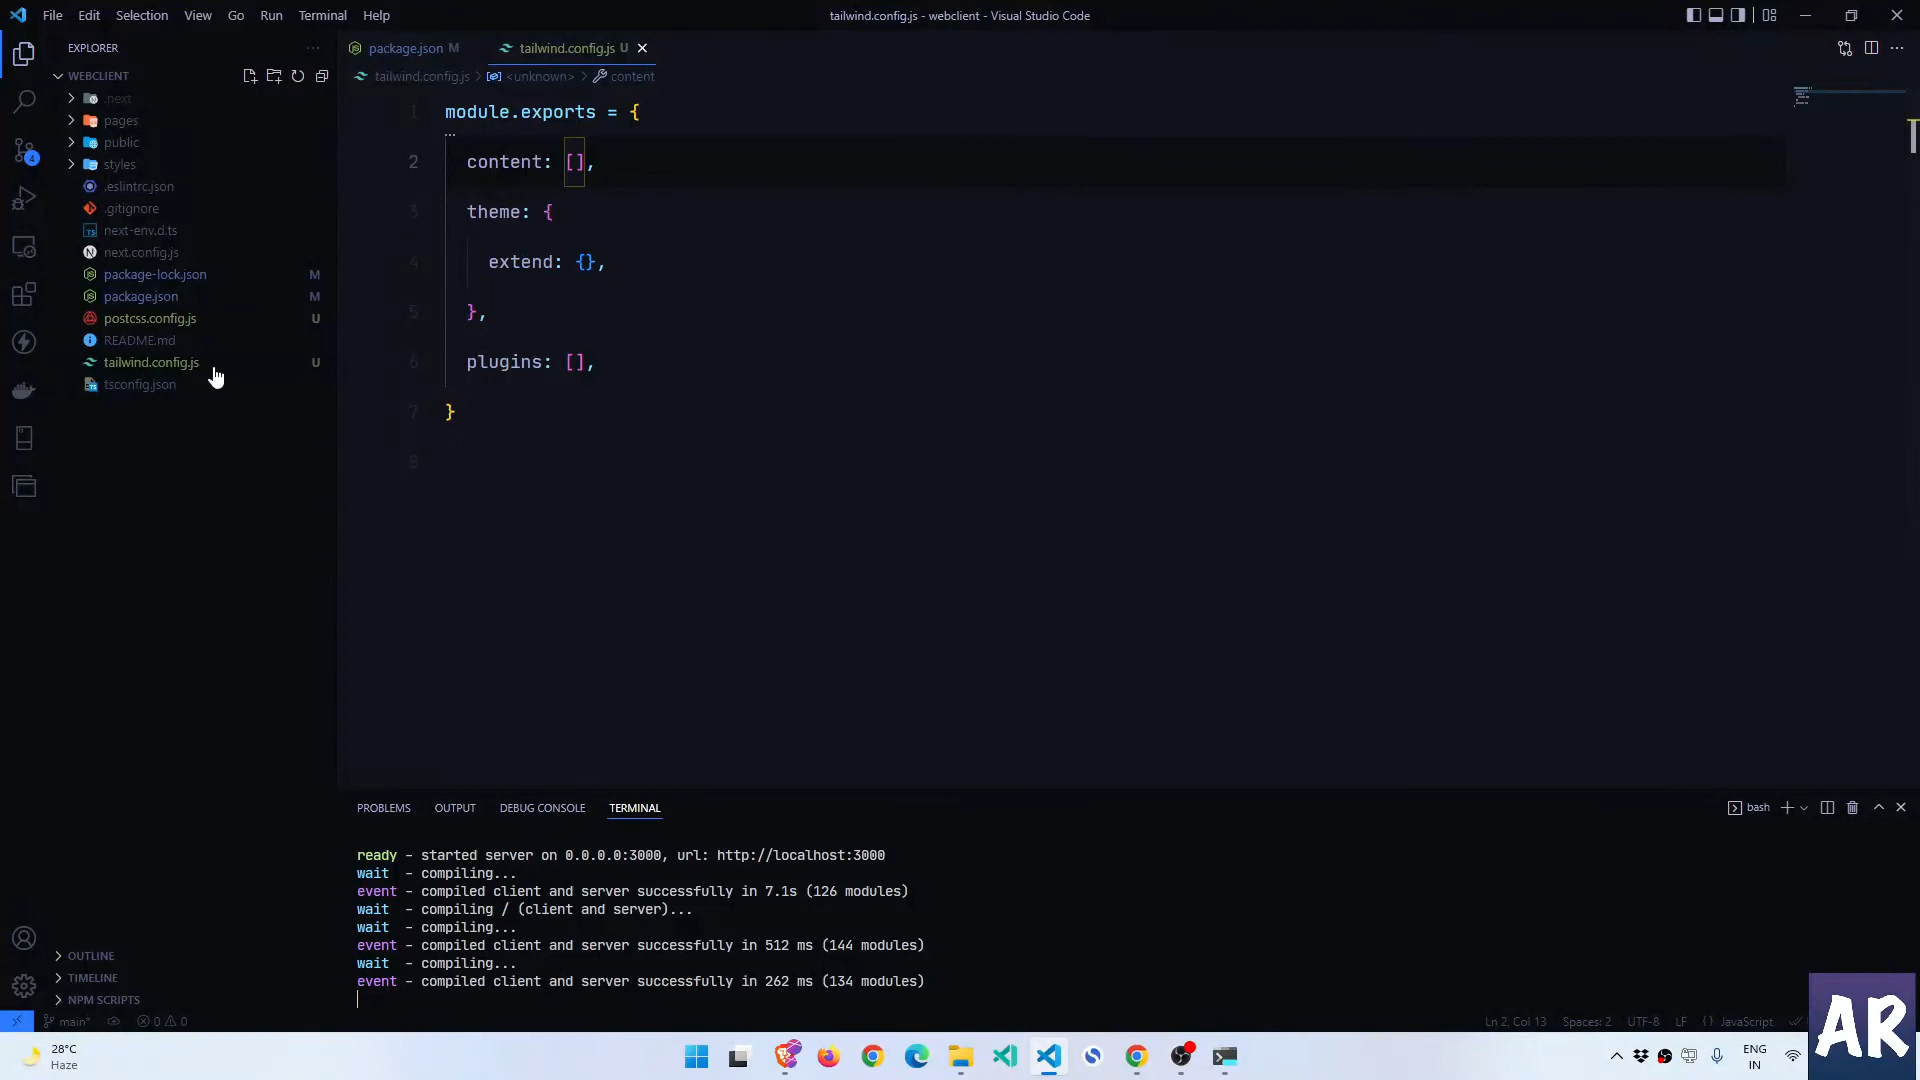 File Edit Selection View Go Run Terminal Help
tailwind.config.js - webclient - Visual Studio Code
EXPLORER
WEBCLIENT
.next
pages
public
styles
.eslintrc.json
.gitignore
next-env.d.ts
next.config.js
package-lock.json M
package.json M
postcss.config.js U
README.md
tailwind.config.js U
tsconfig.json
OUTLINE
TIMELINE
NPM SCRIPTS
4
package.json M
tailwind.config.js U
tailwind.config.js > <unknown> > content
1 module.exports = {
2 content: [],
3 theme: {
4 extend: {},
5 },
6 plugins: [],
7 }
8
PROBLEMS OUTPUT DEBUG CONSOLE TERMINAL
bash
ready - started server on 0.0.0.0:3000, url: http://localhost:3000
wait - compiling...
event - compiled client and server successfully in 7.1s (126 modules)
wait - compiling / (client and server)...
wait - compiling...
event - compiled client and server successfully in 512 ms (144 modules)
wait - compiling...
event - compiled client and server successfully in 262 ms (134 modules)
main* 0 0
Ln 2, Col 13 Spaces: 2 UTF-8 LF { } JavaScript
28°C
Haze
ENG
IN
AR